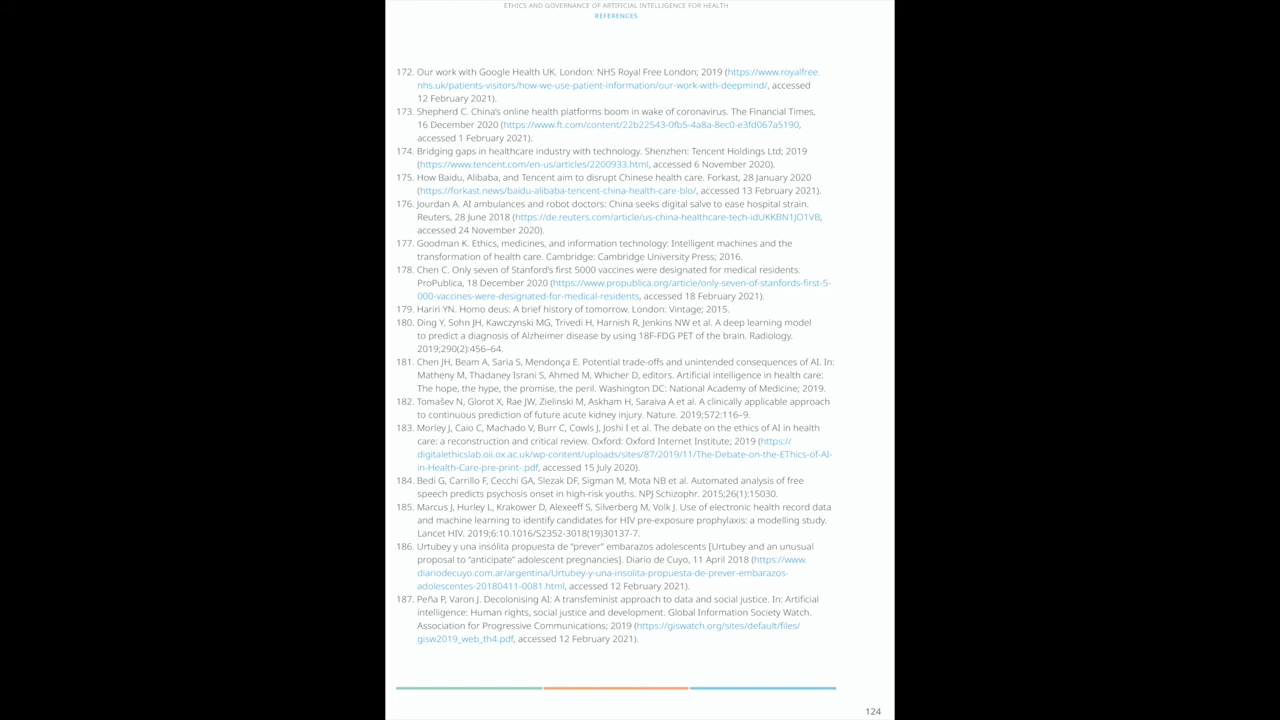 ETHICS AND GOVERNANCE OF ARTIFICIAL INTELLIGENCE FOR HEALTH
REFERENCES
172. Our work with Google Health UK. London: NHS Royal Free London; 2019 (https://www.royalfree.
nhs.uk/patients-visitors/how-we-use-patient-information/our-work-with-deepmind/, accessed
12 February 2021).
173. Shepherd C. China's online health platforms boom in wake of coronavirus. The Financial Times,
16 December 2020 (https://www.ft.com/content/22b22543-0fb5-4a8a-8ec0-e3fd067a5190,
accessed 1 February 2021).
174. Bridging gaps in healthcare industry with technology. Shenzhen: Tencent Holdings Ltd; 2019
(https://www.tencent.com/en-us/articles/2200933.html, accessed 6 November 2020).
175. How Baidu, Alibaba, and Tencent aim to disrupt Chinese health care. Forkast, 28 January 2020
(https://forkast.news/baidu-alibaba-tencent-china-health-care-blo/, accessed 13 February 2021).
176. Jourdan A. AI ambulances and robot doctors: China seeks digital salve to ease hospital strain.
Reuters, 28 June 2018 (https://de.reuters.com/article/us-china-healthcare-tech-idUKKBN1JO1VB,
accessed 24 November 2020).
177. Goodman K. Ethics, medicines, and information technology: Intelligent machines and the
transformation of health care. Cambridge: Cambridge University Press; 2016.
178. Chen C. Only seven of Stanford's first 5000 vaccines were designated for medical residents.
ProPublica, 18 December 2020 (https://www.propublica.org/article/only-seven-of-stanfords-first-5-
000-vaccines-were-designated-for-medical-residents, accessed 18 February 2021).
179. Hariri YN. Homo deus: A brief history of tomorrow. London: Vintage; 2015.
180. Ding Y, Sohn JH, Kawczynski MG, Trivedi H, Harnish R, Jenkins NW et al. A deep learning model
to predict a diagnosis of Alzheimer disease by using 18F-FDG PET of the brain. Radiology.
2019;290(2):456–64.
181. Chen JH, Beam A, Saria S, Mendonça E. Potential trade-offs and unintended consequences of AI. In:
Matheny M, Thadaney Israni S, Ahmed M, Whicher D, editors. Artificial intelligence in health care:
The hope, the hype, the promise, the peril. Washington DC: National Academy of Medicine; 2019.
182. Tomašev N, Glorot X, Rae JW, Zielinski M, Askham H, Saraiva A et al. A clinically applicable approach
to continuous prediction of future acute kidney injury. Nature. 2019;572:116–9.
183. Morley J, Caio C, Machado V, Burr C, Cowls J, Joshi I et al. The debate on the ethics of AI in health
care: a reconstruction and critical review. Oxford: Oxford Internet Institute; 2019 (https://
digitalethicslab.oii.ox.ac.uk/wp-content/uploads/sites/87/2019/11/The-Debate-on-the-EThics-of-AI-
in-Health-Care-pre-print-.pdf, accessed 15 July 2020).
184. Bedi G, Carrillo F, Cecchi GA, Slezak DF, Sigman M, Mota NB et al. Automated analysis of free
speech predicts psychosis onset in high-risk youths. NPJ Schizophr. 2015;26(1):15030.
185. Marcus J, Hurley L, Krakower D, Alexeeff S, Silverberg M, Volk J. Use of electronic health record data
and machine learning to identify candidates for HIV pre-exposure prophylaxis: a modelling study.
Lancet HIV. 2019;6:10.1016/S2352-3018(19)30137-7.
186. Urtubey y una insólita propuesta de "prever" embarazos adolescents [Urtubey and an unusual
proposal to "anticipate" adolescent pregnancies]. Diario de Cuyo, 11 April 2018 (https://www.
diariodecuyo.com.ar/argentina/Urtubey-y-una-insolita-propuesta-de-prever-embarazos-
adolescentes-20180411-0081.html, accessed 12 February 2021).
187. Peña P, Varon J. Decolonising AI: A transfeminist approach to data and social justice. In: Artificial
intelligence: Human rights, social justice and development. Global Information Society Watch.
Association for Progressive Communications; 2019 (https://giswatch.org/sites/default/files/
gisw2019_web_th4.pdf, accessed 12 February 2021).
124